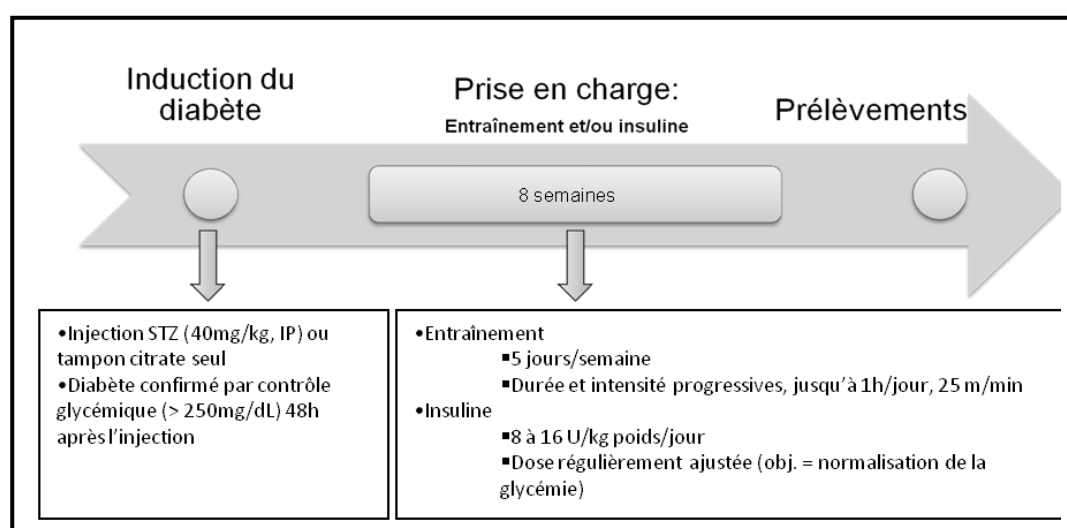 Induction du
diabète
Prise en charge:
Entraînement et/ou insuline
Prélèvements
8 semaines
•Injection STZ (40mg/kg, IP) ou
tampon citrate seul
•Diabète confirmé par contrôle
glycémique (> 250mg/dL) 48h
après l'injection
•Entraînement
▪5 jours/semaine
▪Durée et intensité progressives, jusqu'à 1h/jour, 25 m/min
•Insuline
▪8 à 16 U/kg poids/jour
▪Dose régulièrement ajustée (obj. = normalisation de la
glycémie)